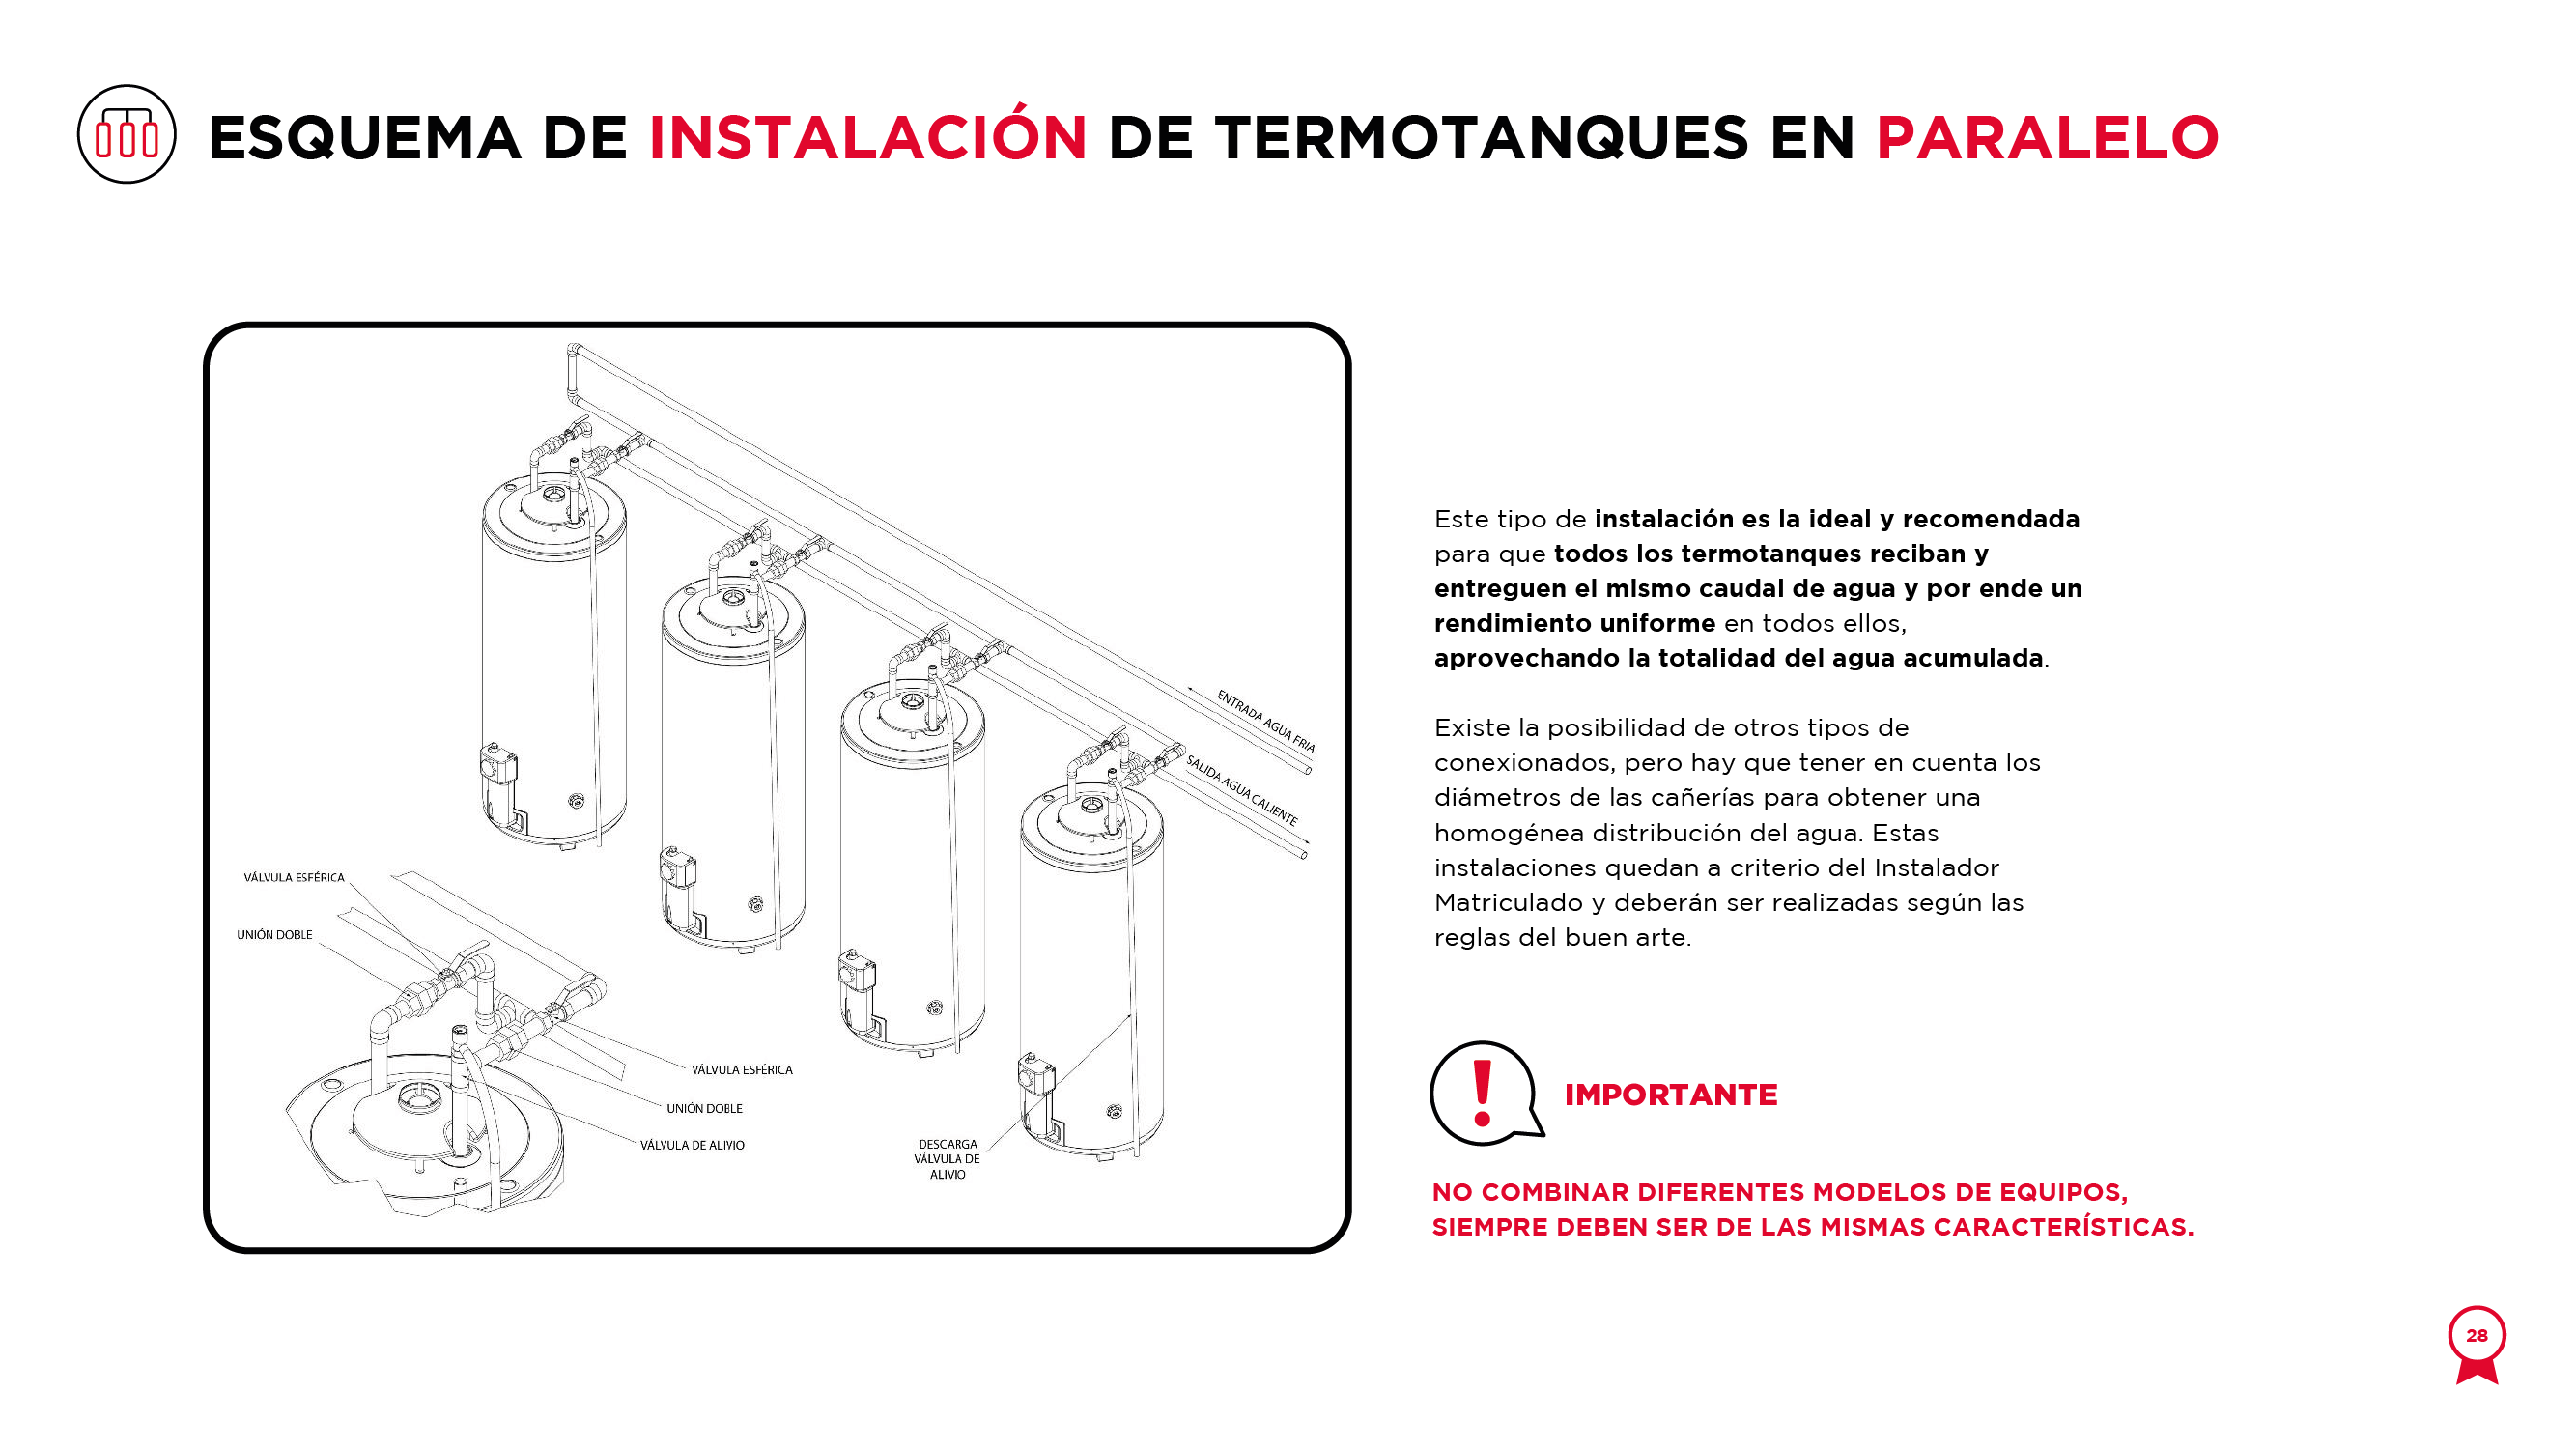 ESQUEMA DE INSTALACIÓN DE TERMOTANQUES EN PARALELO
ENTRADA AGUA FRIA
SALIDA AGUA CALIENTE
VÁLVULA ESFÉRICA
UNIÓN DOBLE
VÁLVULA ESFÉRICA
UNIÓN DOBLE
VÁLVULA DE ALIVIO
DESCARGA
VÁLVULA DE
ALIVIO
Este tipo de instalación es la ideal y recomendada
para que todos los termotanques reciban y
entreguen el mismo caudal de agua y por ende un
rendimiento uniforme en todos ellos,
aprovechando la totalidad del agua acumulada.
Existe la posibilidad de otros tipos de
conexionados, pero hay que tener en cuenta los
diámetros de las cañerías para obtener una
homogénea distribución del agua. Estas
instalaciones quedan a criterio del Instalador
Matriculado y deberán ser realizadas según las
reglas del buen arte.
IMPORTANTE
NO COMBINAR DIFERENTES MODELOS DE EQUIPOS,
SIEMPRE DEBEN SER DE LAS MISMAS CARACTERÍSTICAS.
28